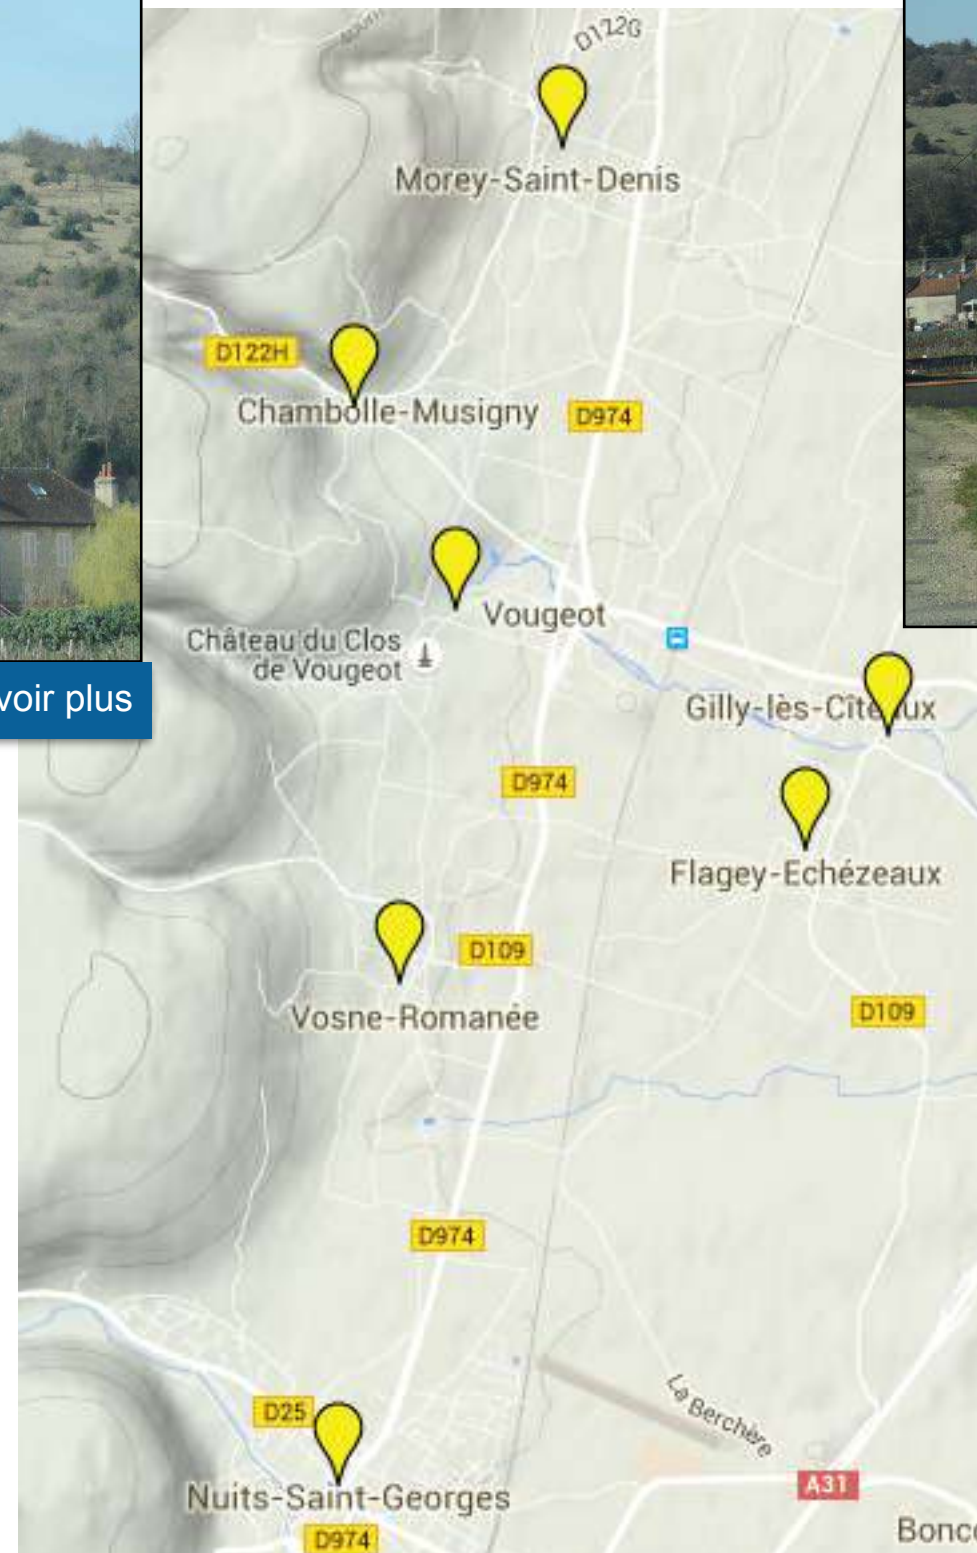 D122G
Morey-Saint-Denis
D122H
Chambolle-Musigny
D974
Vougeot
Château du Clos
de Vougeot
voir plus
Gilly-lès-Cîteaux
D974
Flagey-Echézeaux
D109
Vosne-Romanée
D109
D974
La Berchère
D25
A31
Nuits-Saint-Georges
D974
Bonc